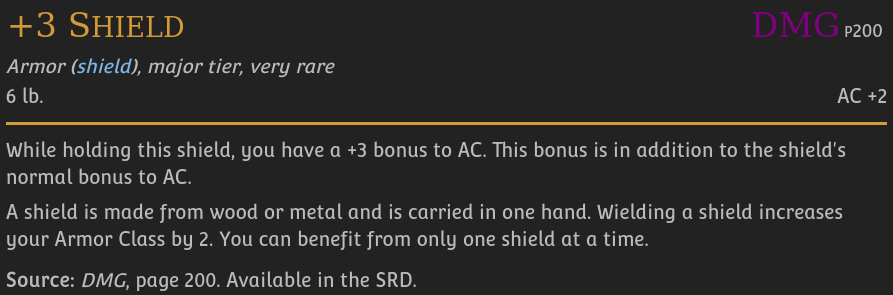 +3 SHIELD DMG P200
Armor (shield), major tier, very rare
6 lb. AC +2
While holding this shield, you have a +3 bonus to AC. This bonus is in addition to the shield's
normal bonus to AC.
A shield is made from wood or metal and is carried in one hand. Wielding a shield increases
your Armor Class by 2. You can benefit from only one shield at a time.
Source: DMG, page 200. Available in the SRD.